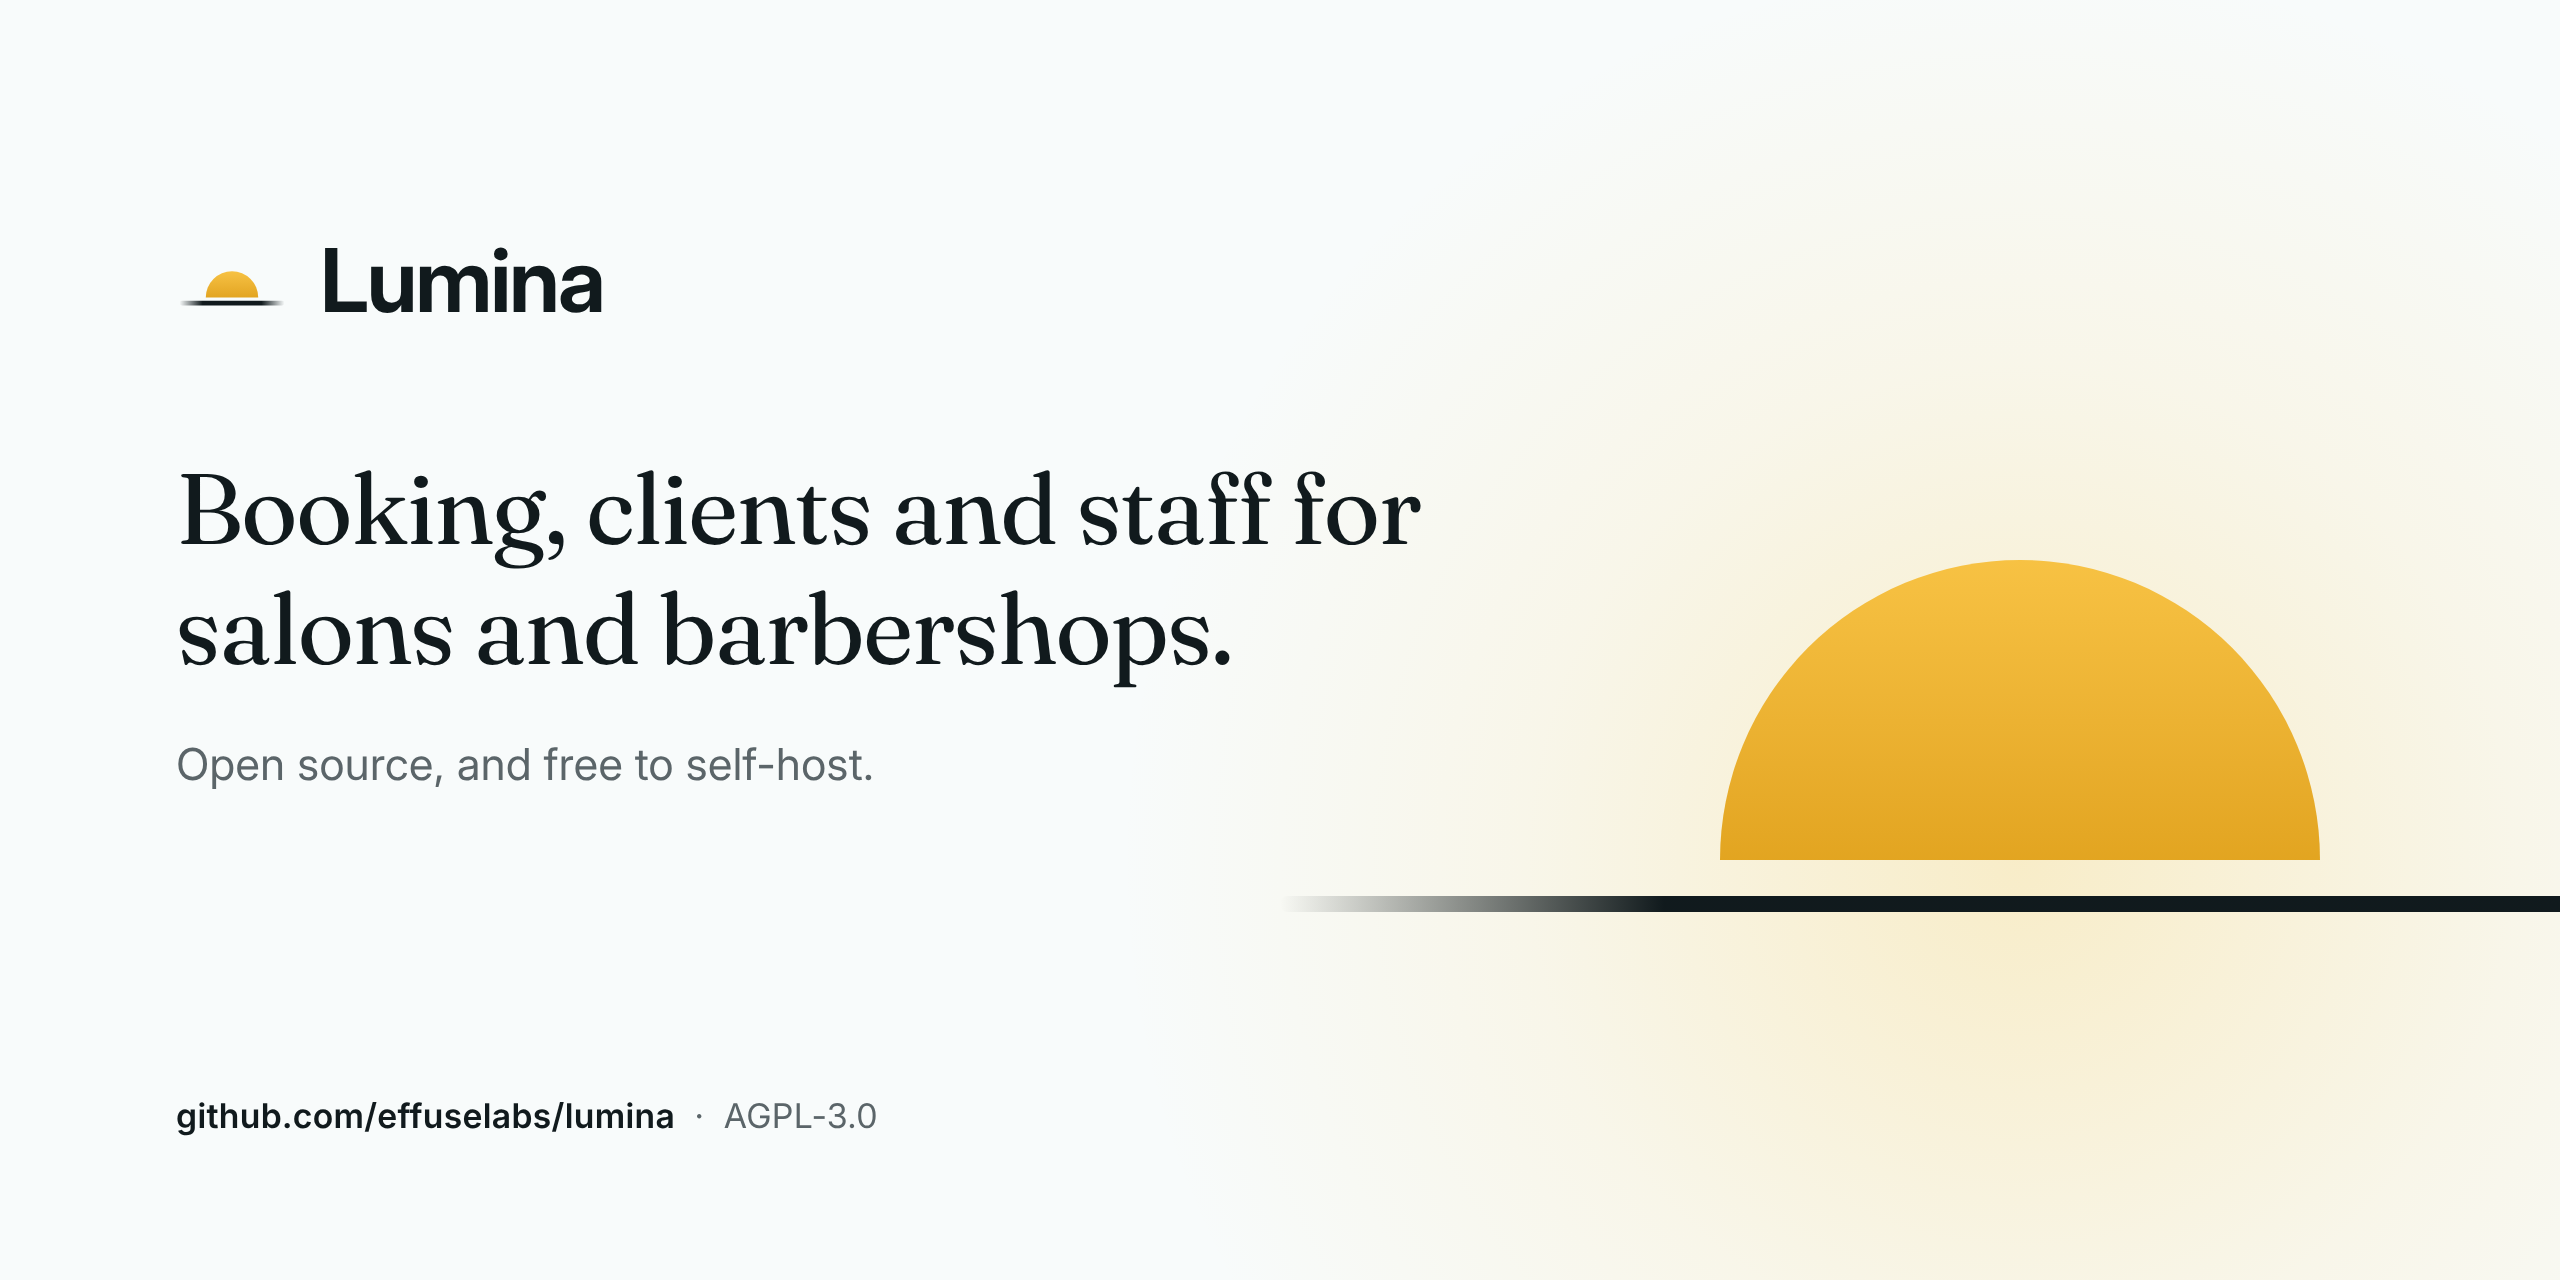 Lumina
Booking, clients and staff for
salons and barbershops.
Open source, and free to self-host.
github.com/effuselabs/lumina · AGPL-3.0